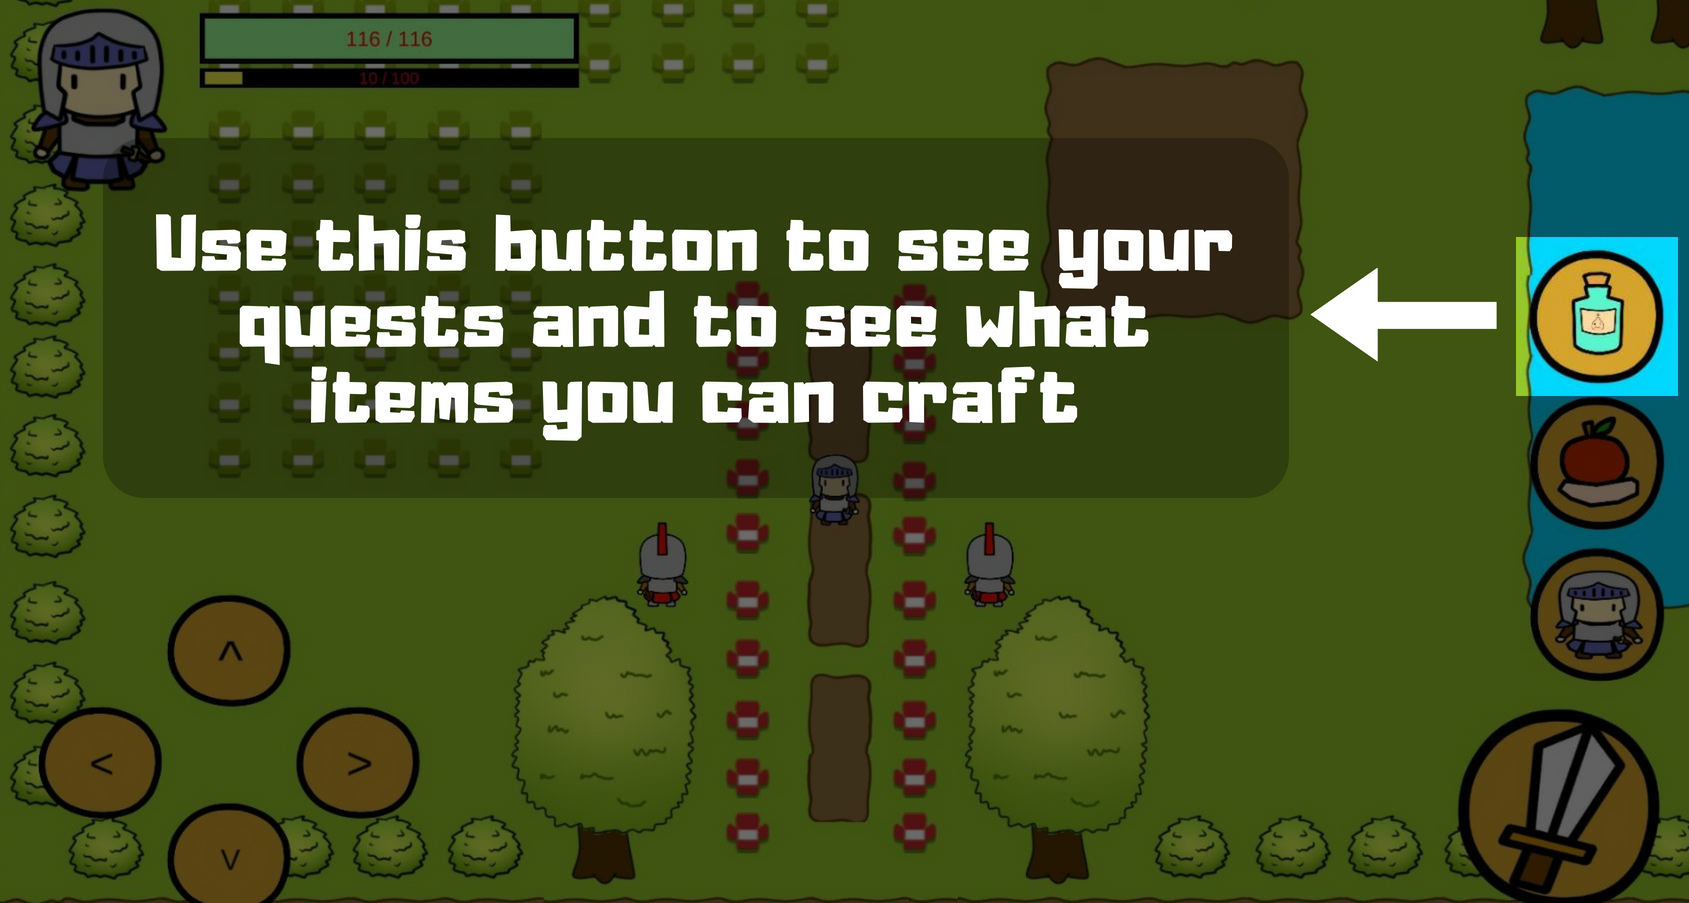 116 / 116
10 / 100
Use this button to see your
quests and to see what
items you can craft
^
< >
v